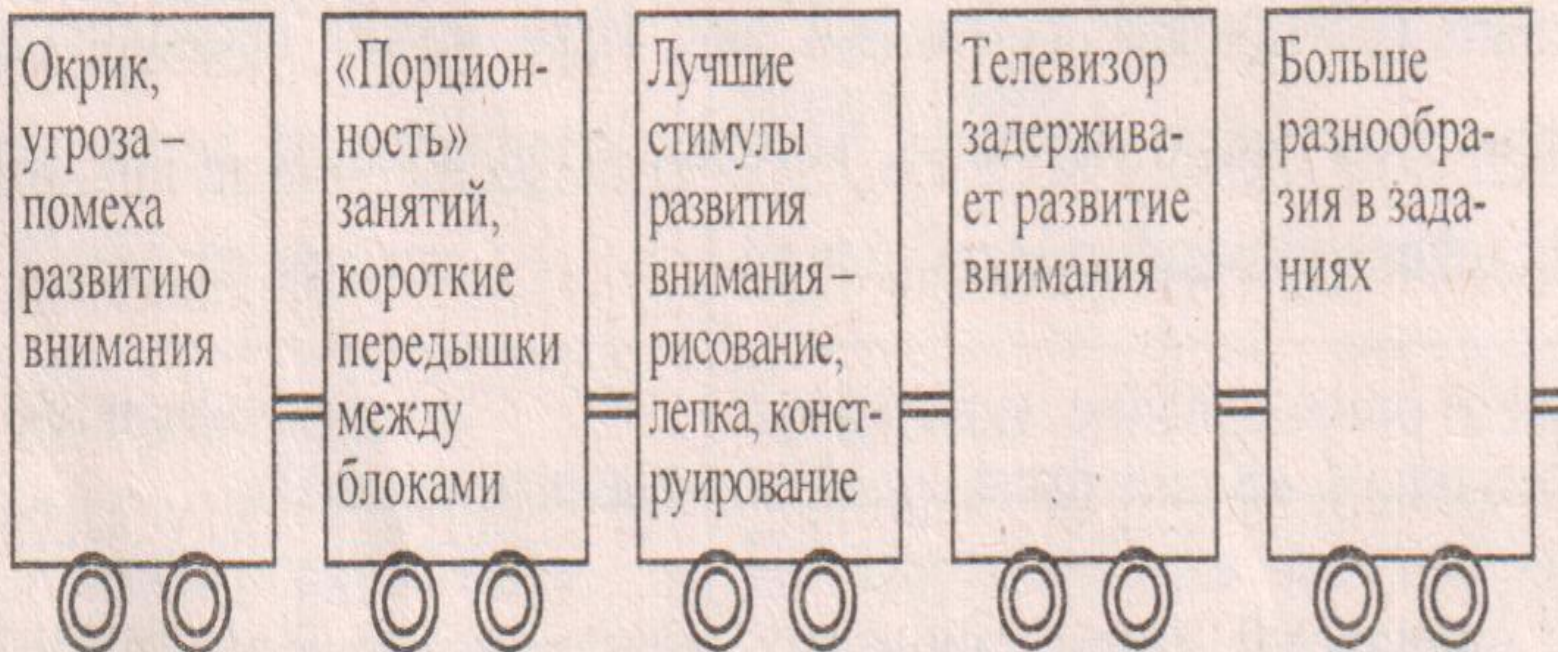 Окрик,
угроза –
помеха
развитию
внимания
«Порцион-
ность»
занятий,
короткие
передышки
между
блоками
Лучшие
стимулы
развития
внимания –
рисование,
лепка, конст-
руирование
Телевизор
задержива-
ет развитие
внимания
Больше
разнообра-
зия в зада-
ниях